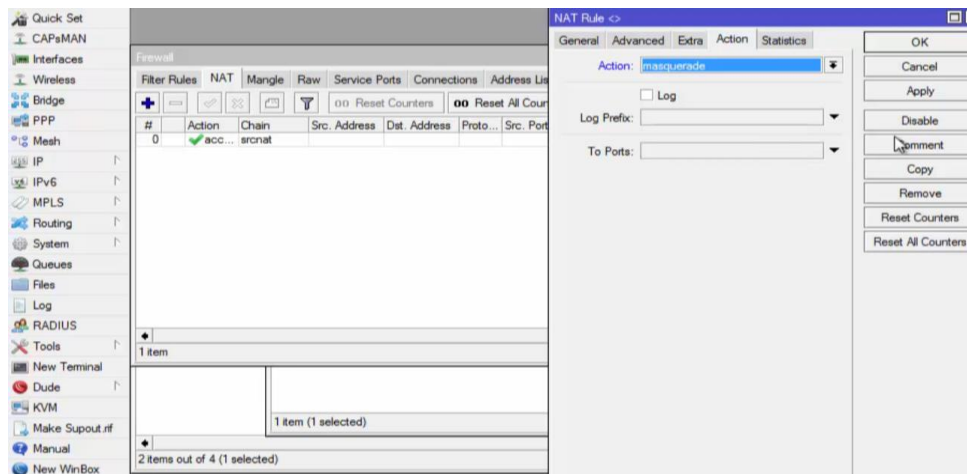 Quick Set
CAPsMAN
Interfaces
Wireless
Bridge
PPP
Mesh
IP
IPv6
MPLS
Routing
System
Queues
Files
Log
RADIUS
Tools
New Terminal
Dude
KVM
Make Supout.rif
Manual
New WinBox
Firewall
Filter Rules NAT Mangle Raw Service Ports Connections Address Lis
00 Reset Counters 00 Reset All Coun
# Action Chain Src. Address Dst. Address Proto... Src. Port
0 acc... srcnat
1 item
1 item (1 selected)
2 items out of 4 (1 selected)
NAT Rule <>
General Advanced Extra Action Statistics
Action: masquerade
Log
Log Prefix:
To Ports:
OK
Cancel
Apply
Disable
Comment
Copy
Remove
Reset Counters
Reset All Counters